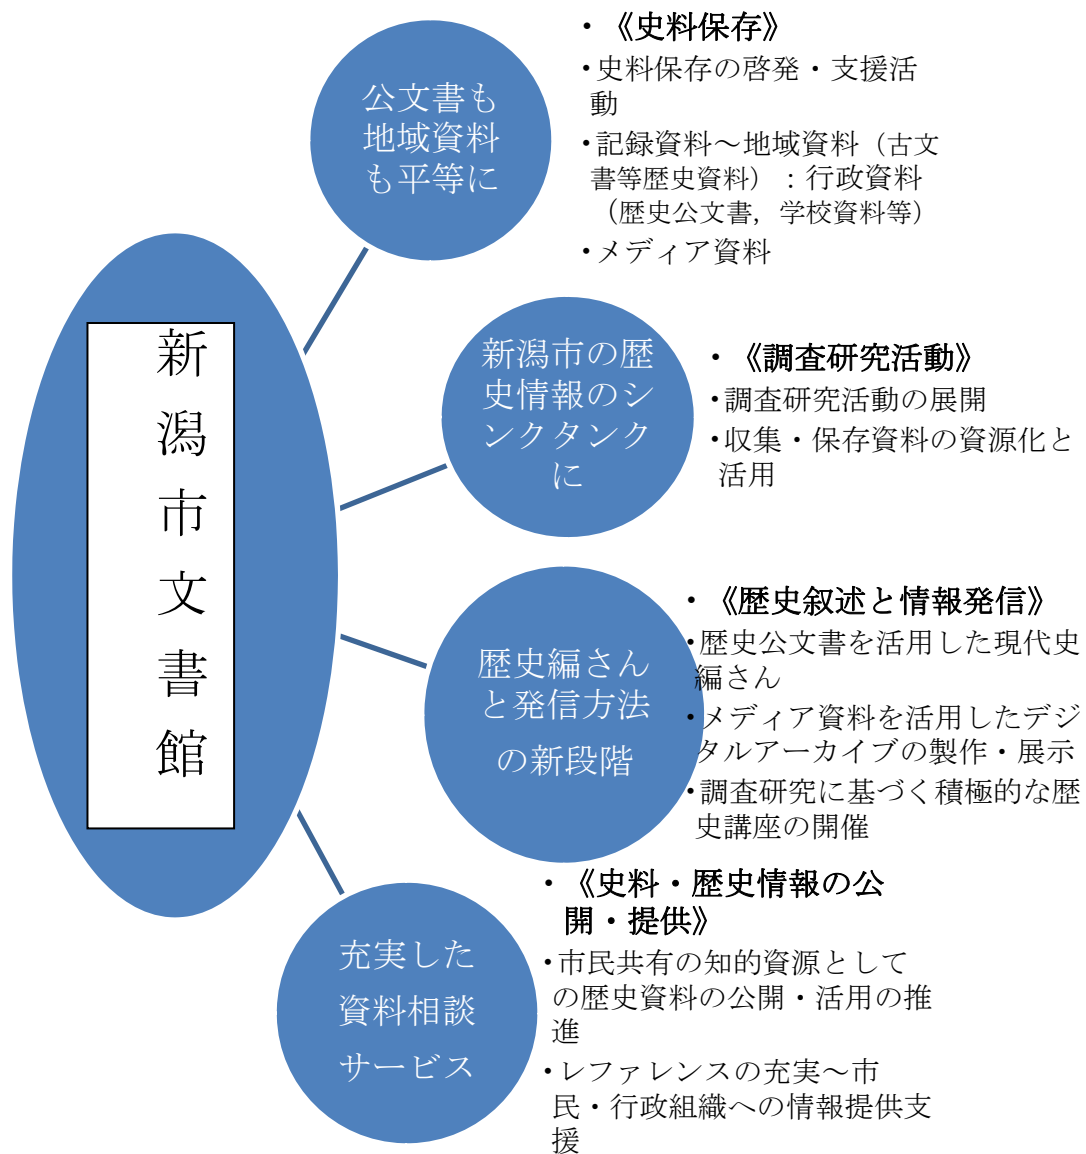 新潟市文書館
公文書も
地域資料
も平等に
・《史料保存》
・史料保存の啓発・支援活
動
・記録資料～地域資料（古文
書等歴史資料）：行政資料
（歴史公文書，学校資料等）
・メディア資料
新潟市の歴
史情報のシ
ンクタンク
に
・《調査研究活動》
・調査研究活動の展開
・収集・保存資料の資源化と
活用
歴史編さん
と発信方法
の新段階
・《歴史叙述と情報発信》
・歴史公文書を活用した現代史
編さん
・メディア資料を活用したデジ
タルアーカイブの製作・展示
・調査研究に基づく積極的な歴
史講座の開催
充実した
資料相談
サービス
・《史料・歴史情報の公
開・提供》
・市民共有の知的資源として
の歴史資料の公開・活用の推
進
・レファレンスの充実～市
民・行政組織への情報提供支
援